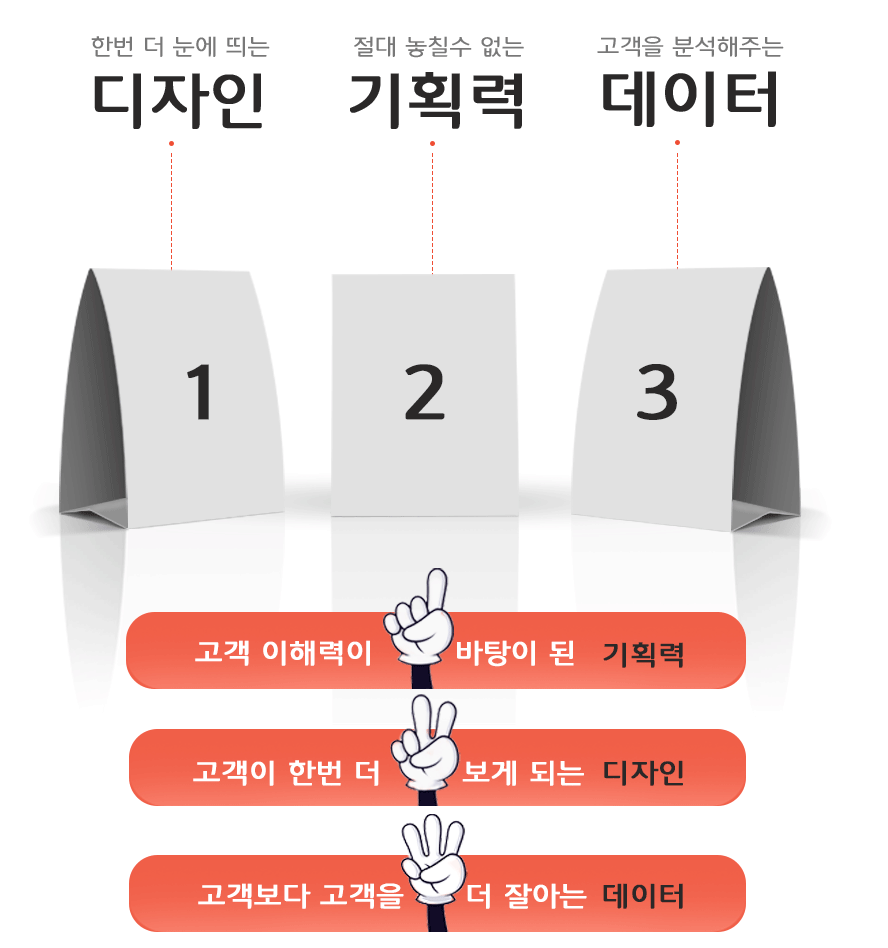 한번 더 눈에 띄는
디자인
절대 놓칠수 없는
기획력
고객을 분석해주는
데이터
1
2
3
고객 이해력이 바탕이 된 기획력
고객이 한번 더 보게 되는 디자인
고객보다 고객을 더 잘아는 데이터